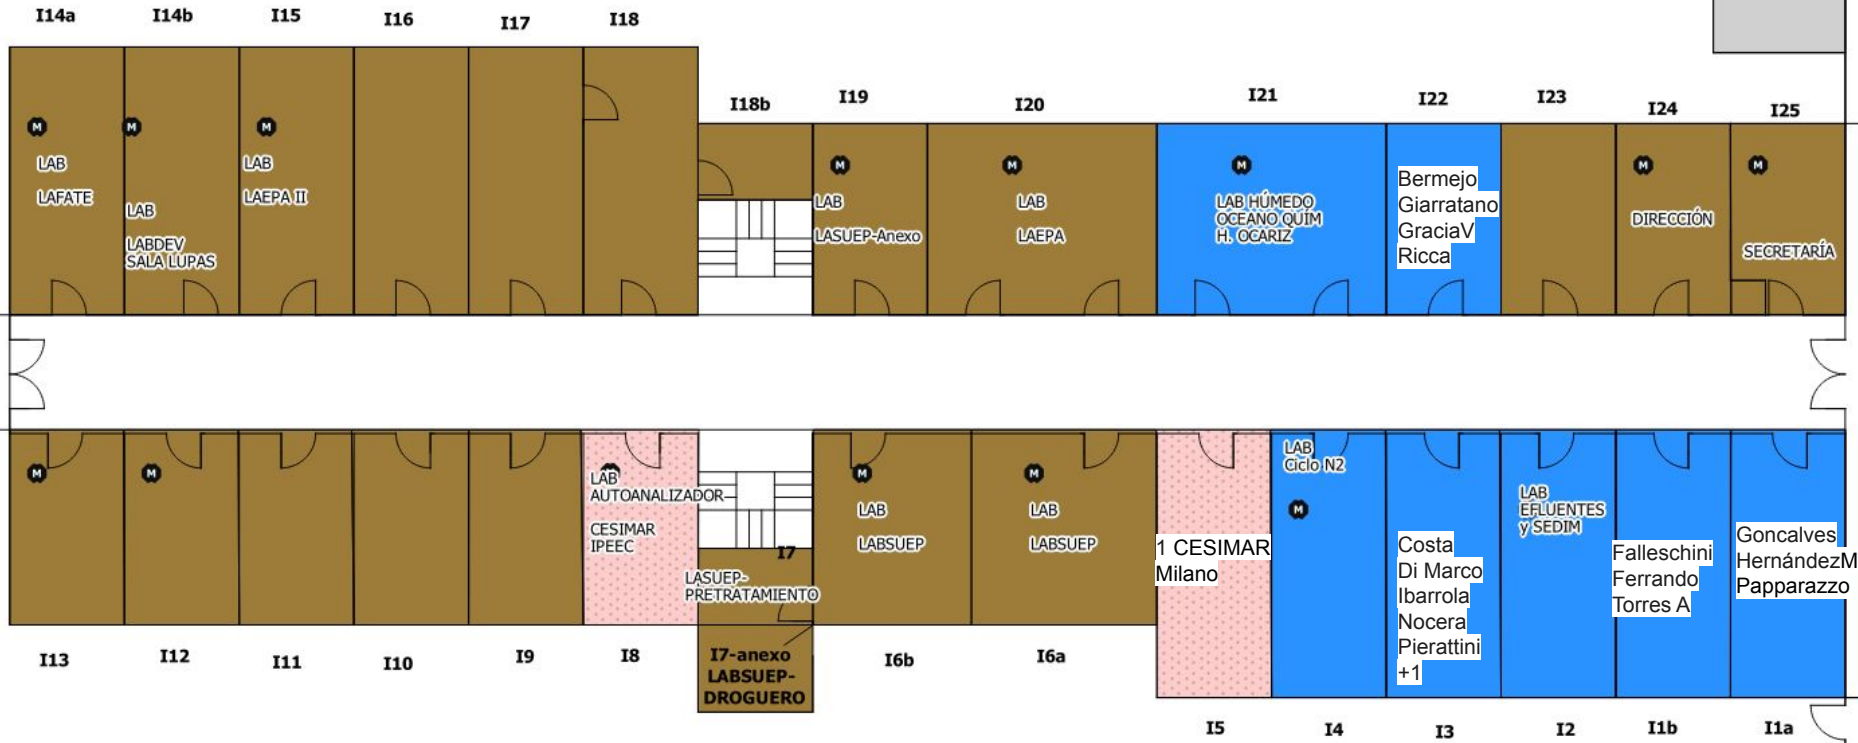 I14a
I14b
I15
I16
I17
I18
I18b
I19
I20
I21
I22
I23
I24
I25
M
LAB
LAFATE
M
LAB
LABDEV
SALA LUPAS
M
LAB
LAEPA II
M
LAB
LASUEP-Anexo
M
LAB
LAEPA
M
LAB HÚMEDO
OCEANO QUÍM
H. OCARIZ
Bermejo
Giarratano
GraciaV
Ricca
M
DIRECCIÓN
M
SECRETARÍA
M
M
M
LAB
AUTOANALIZADOR
CESIMAR
IPEEC
I7
LASUEP-
PRETRATAMIENTO
M
LAB
LABSUEP
M
LAB
LABSUEP
1 CESIMAR
Milano
LAB
Ciclo N2
M
Costa
Di Marco
Ibarrola
Nocera
Pierattini
+1
LAB
EFLUENTES
y SEDIM
Falleschini
Ferrando
Torres A
Goncalves
HernándezM
Papparazzo
I13
I12
I11
I10
I9
I8
I7-anexo
LABSUEP-
DROGUERO
I6b
I6a
I5
I4
I3
I2
I1b
I1a